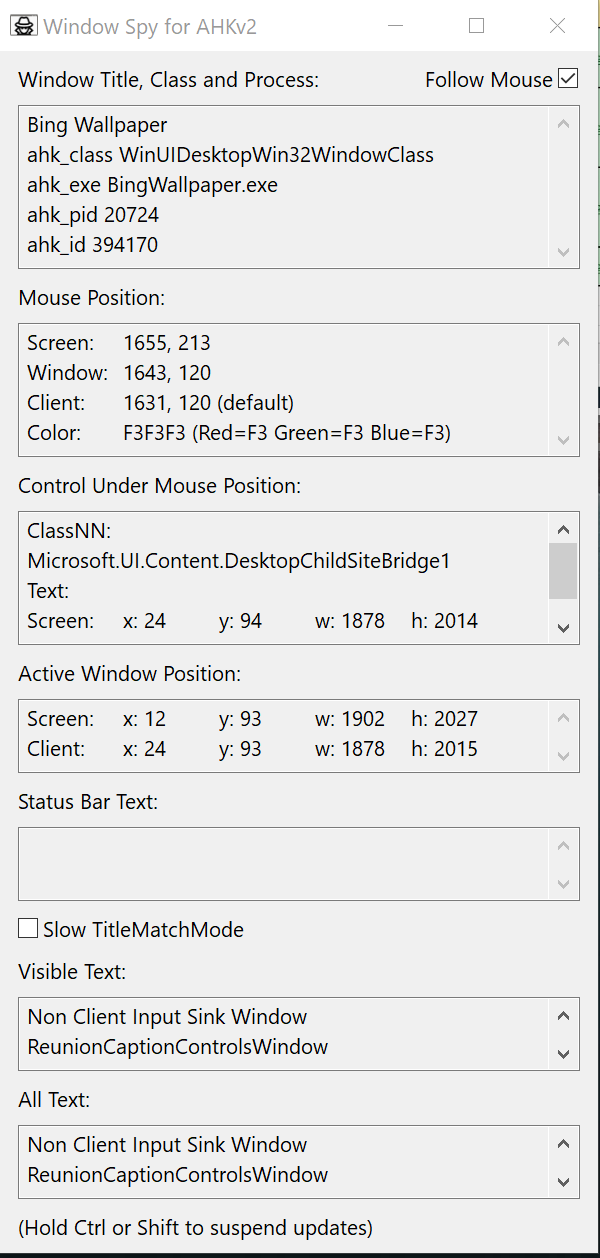 Window Spy for AHKv2
Window Title, Class and Process: Follow Mouse
Bing Wallpaper
ahk_class WinUIDesktopWin32WindowClass
ahk_exe BingWallpaper.exe
ahk_pid 20724
ahk_id 394170
Mouse Position:
Screen: 1655, 213
Window: 1643, 120
Client: 1631, 120 (default)
Color: F3F3F3 (Red=F3 Green=F3 Blue=F3)
Control Under Mouse Position:
ClassNN:
Microsoft.UI.Content.DesktopChildSiteBridge1
Text:
Screen: x: 24 y: 94 w: 1878 h: 2014
Active Window Position:
Screen: x: 12 y: 93 w: 1902 h: 2027
Client: x: 24 y: 93 w: 1878 h: 2015
Status Bar Text:
Slow TitleMatchMode
Visible Text:
Non Client Input Sink Window
ReunionCaptionControlsWindow
All Text:
Non Client Input Sink Window
ReunionCaptionControlsWindow
(Hold Ctrl or Shift to suspend updates)